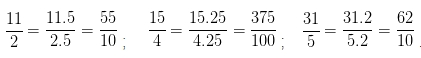 11/2 = 11.5/2.5 = 55/10 ; 15/4 = 15.25/4.25 = 375/100 ; 31/5 = 31.2/5.2 = 62/10 .